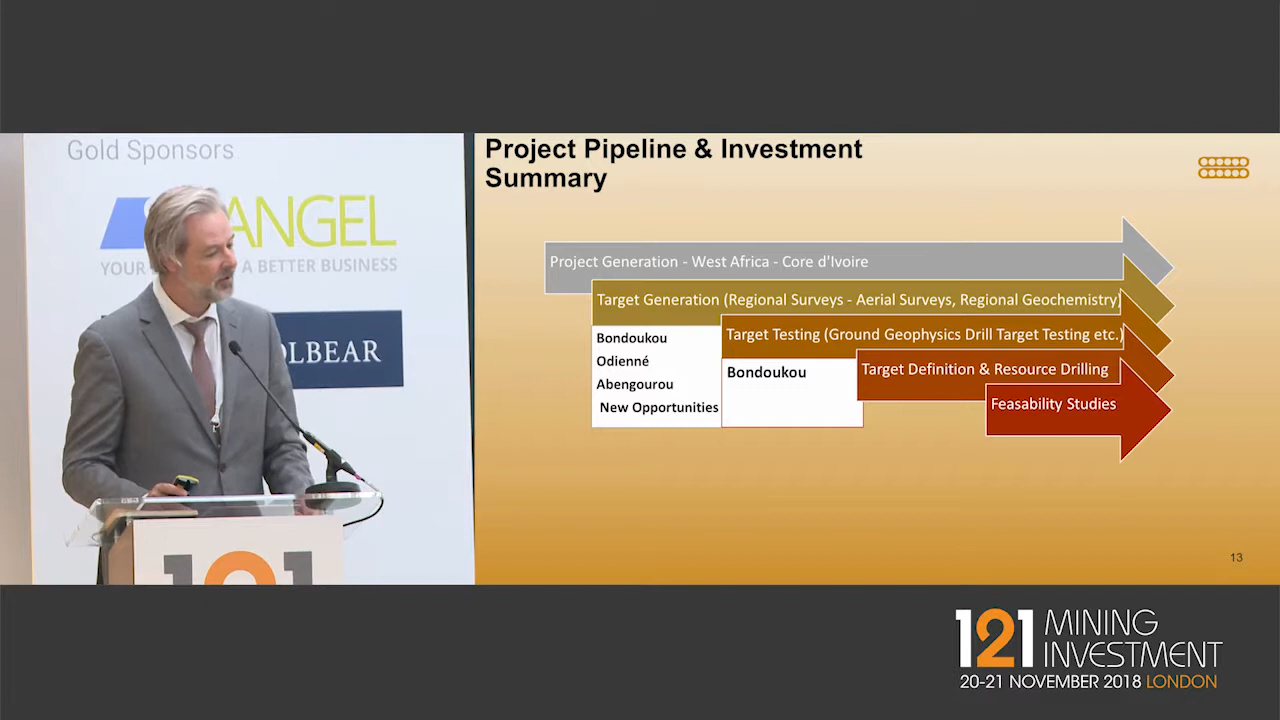 Gold Sponsors
ANGEL
YOUR
A BETTER BUSINESS
OLBEAR
121
Project Pipeline & Investment
Summary
Project Generation - West Africa - Core d'Ivoire
Target Generation (Regional Surveys - Aerial Surveys, Regional Geochemistry)
Target Testing (Ground Geophysics Drill Target Testing etc.)
Target Definition & Resource Drilling
Feasability Studies
Bondoukou
Odienné
Abengourou
New Opportunities
Bondoukou
13
121 MINING
INVESTMENT
20-21 NOVEMBER 2018 LONDON